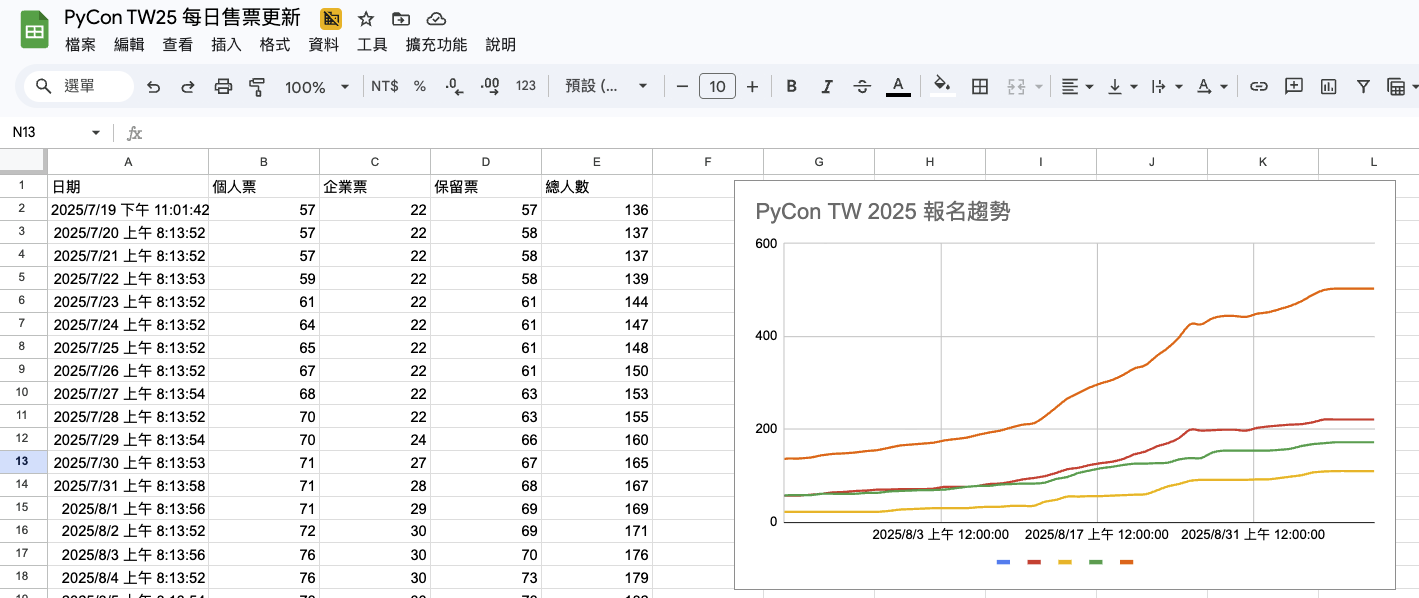 PyCon TW25 每日售票更新
檔案 編輯 查看 插入 格式 資料 工具 擴充功能 說明
選單 100% NT$ % .0 .00 123 預設 (... 10 B I A A
N13 fx
A B C D E F G H I J K L
1 日期 個人票 企業票 保留票 總人數
2 2025/7/19 下午 11:01:42 57 22 57 136
3 2025/7/20 上午 8:13:52 57 22 58 137
4 2025/7/21 上午 8:13:52 57 22 58 137
5 2025/7/22 上午 8:13:53 59 22 58 139
6 2025/7/23 上午 8:13:52 61 22 61 144
7 2025/7/24 上午 8:13:52 64 22 61 147
8 2025/7/25 上午 8:13:52 65 22 61 148
9 2025/7/26 上午 8:13:52 67 22 61 150
10 2025/7/27 上午 8:13:54 68 22 63 153
11 2025/7/28 上午 8:13:52 70 22 63 155
12 2025/7/29 上午 8:13:54 70 24 66 160
13 2025/7/30 上午 8:13:53 71 27 67 165
14 2025/7/31 上午 8:13:58 71 28 68 167
15 2025/8/1 上午 8:13:56 71 29 69 169
16 2025/8/2 上午 8:13:52 72 30 69 171
17 2025/8/3 上午 8:13:56 76 30 70 176
18 2025/8/4 上午 8:13:52 76 30 73 179
PyCon TW 2025 報名趨勢
600
400
200
0
2025/8/3 上午 12:00:00 2025/8/17 上午 12:00:00 2025/8/31 上午 12:00:00